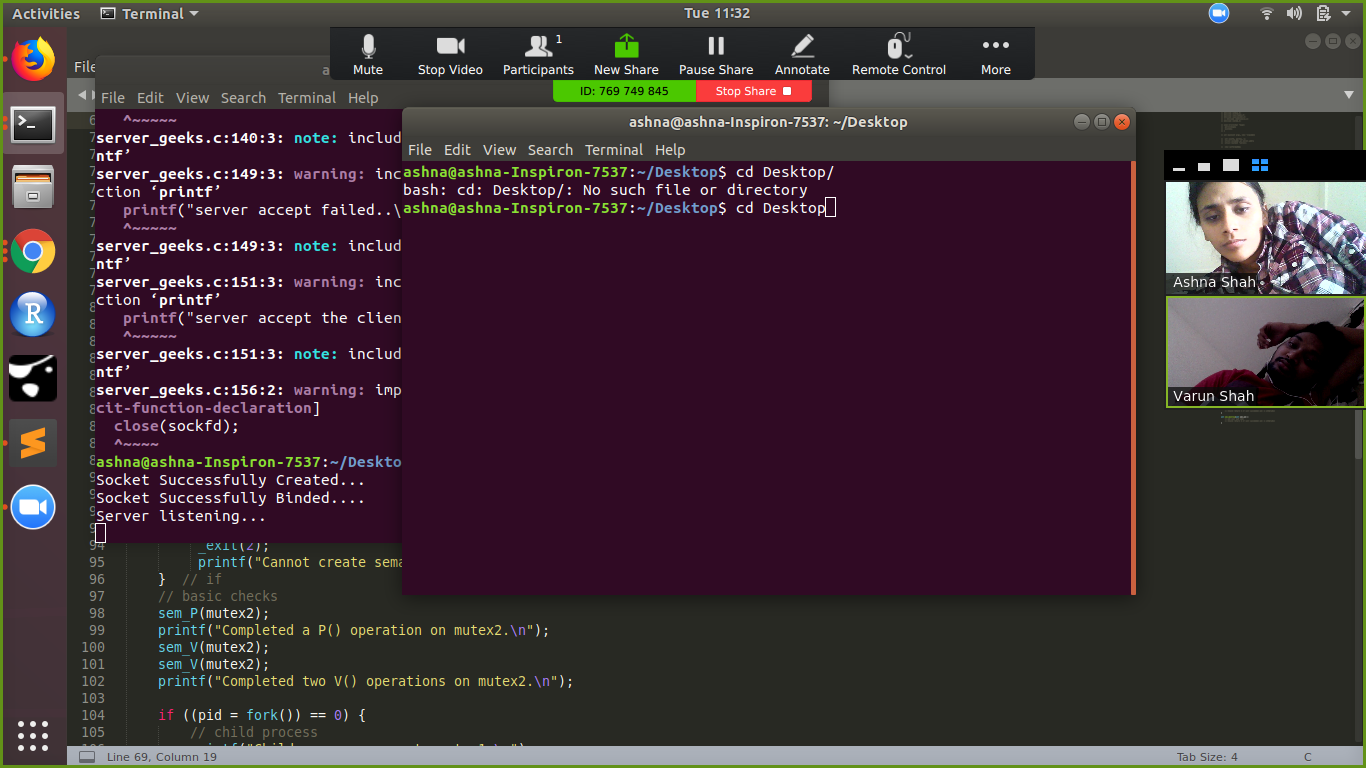 Activities
Terminal
Tue 11:32
Mute
Stop Video
Participants
1
New Share
Pause Share
Annotate
Remote Control
More
ID: 769 749 845
Stop Share
File
File Edit View Search Terminal Help
^~~~~~
server_geeks.c:140:3: note: includ
ntf’
server_geeks.c:149:3: warning: inc
ction ‘printf’
printf("server accept failed..\
^~~~~~
server_geeks.c:149:3: note: includ
ntf’
server_geeks.c:151:3: warning: inc
ction ‘printf’
printf("server accept the clien
^~~~~~
server_geeks.c:151:3: note: includ
ntf’
server_geeks.c:156:2: warning: imp
cit-function-declaration]
close(sockfd);
^~~~~
ashna@ashna-Inspiron-7537:~/Deskto
Socket Successfully Created...
Socket Successfully Binded....
Server listening...
ashna@ashna-Inspiron-7537: ~/Desktop
File Edit View Search Terminal Help
ashna@ashna-Inspiron-7537:~/Desktop$ cd Desktop/
bash: cd: Desktop/: No such file or directory
ashna@ashna-Inspiron-7537:~/Desktop$ cd Desktop
Ashna Shah
Varun Shah
94 _exit(2);
95 printf("Cannot create sema
96 } // if
97 // basic checks
98 sem_P(mutex2);
99 printf("Completed a P() operation on mutex2.\n");
100 sem_V(mutex2);
101 sem_V(mutex2);
102 printf("Completed two V() operations on mutex2.\n");
103
104 if ((pid = fork()) == 0) {
105 // child process
Line 69, Column 19
Tab Size: 4
C